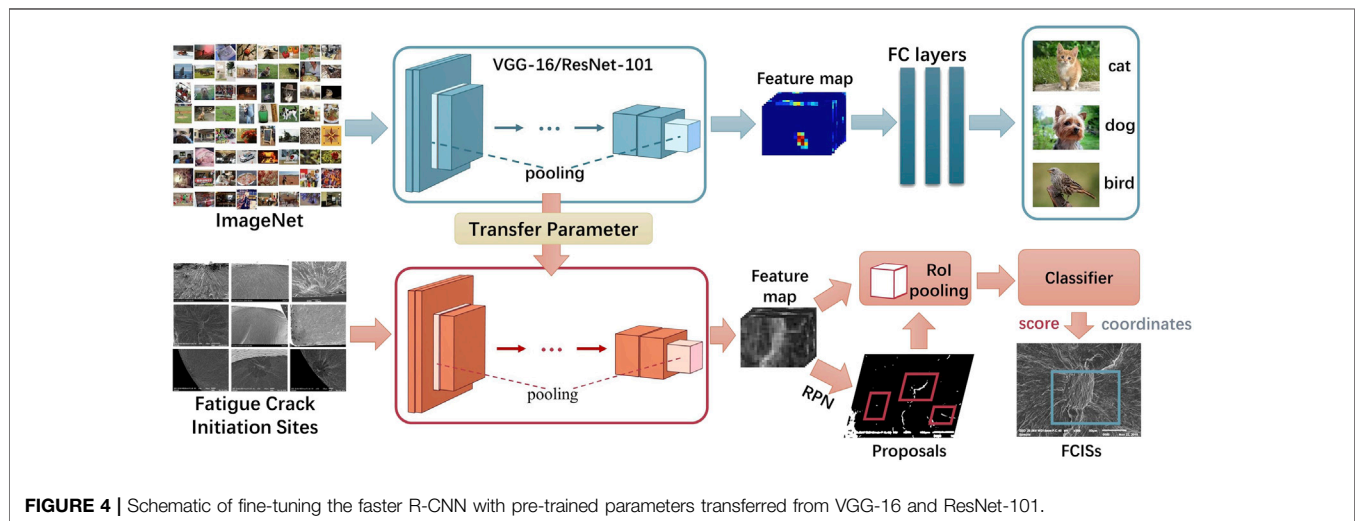 VGG-16/ResNet-101
pooling
ImageNet
Feature map
FC layers
cat
dog
bird
Transfer Parameter
Fatigue Crack
Initiation Sites
pooling
Feature
map
RPN
RoI
pooling
Classifier
score
coordinates
Proposals
FCISs
FIGURE 4 | Schematic of fine-tuning the faster R-CNN with pre-trained parameters transferred from VGG-16 and ResNet-101.